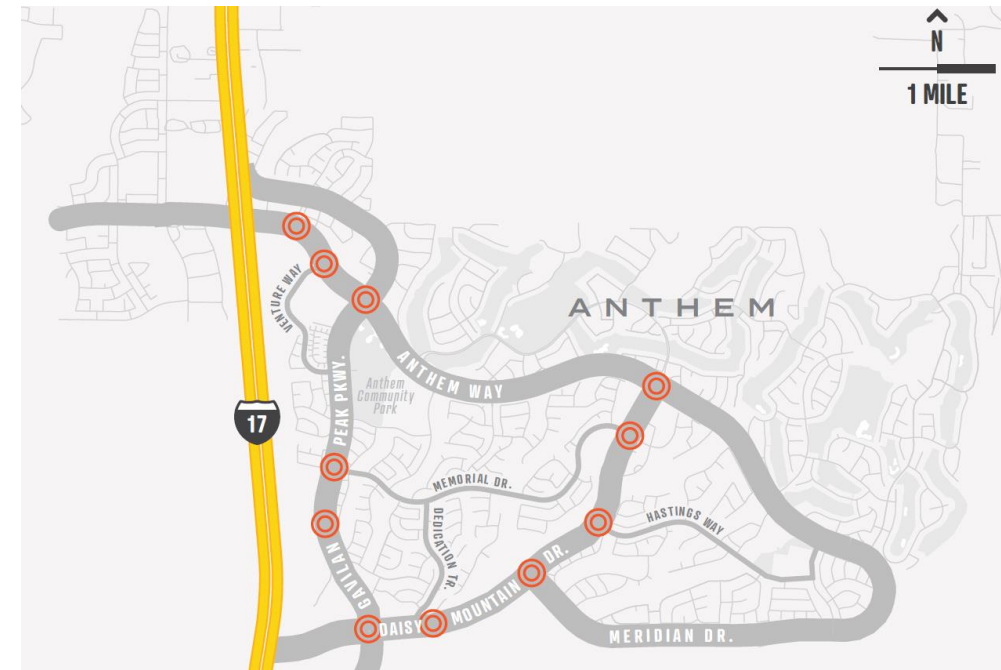 N
1 MILE
VENTURE WAY
ANTHEM
ANTHEM WAY
PEAK PKWY.
Anthem
Community
Park
17
MEMORIAL DR.
HASTINGS WAY
DEDICATION TR.
GAVILAN
DAISY MOUNTAIN DR.
MERIDIAN DR.